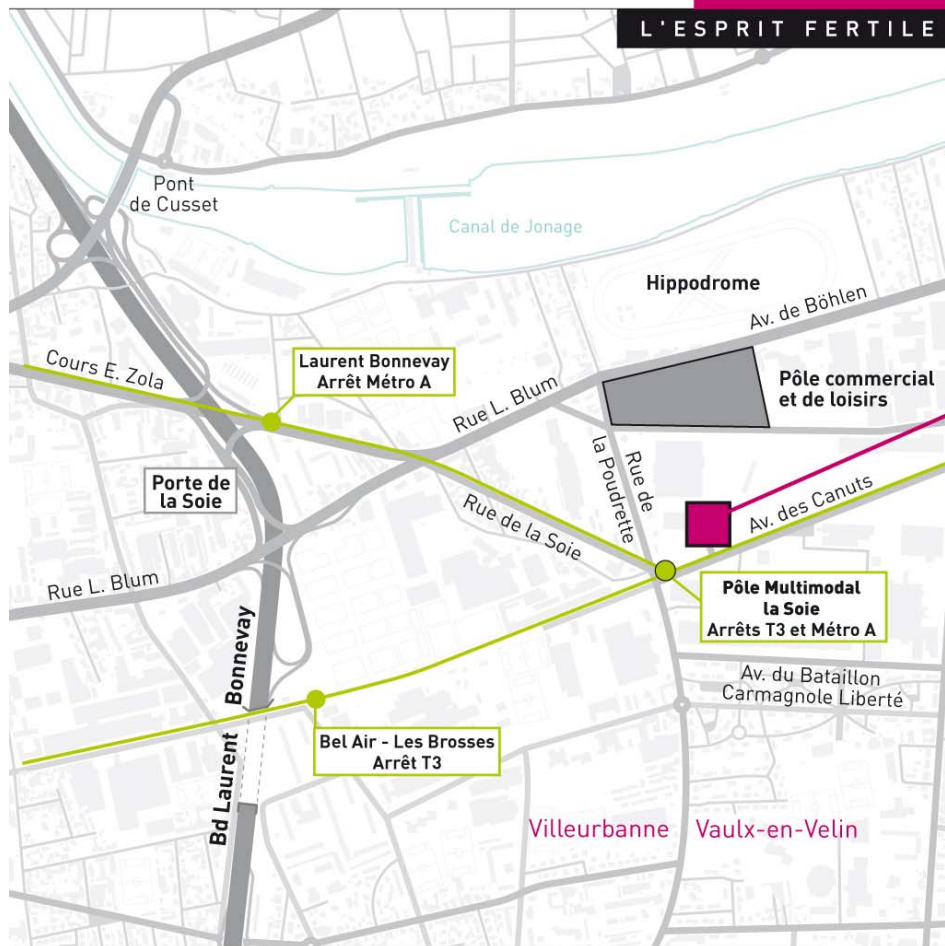 L'ESPRIT FERTILE
Pont
de Cusset
Canal de Jonage
Hippodrome
Av. de Böhlen
Cours E. Zola
Laurent Bonnevay
Arrêt Métro A
Rue L. Blum
Pôle commercial
et de loisirs
Porte de
la Soie
Rue de
la Poudrette
Rue de la Soie
Av. des Canuts
Rue L. Blum
Pôle Multimodal
la Soie
Arrêts T3 et Métro A
Av. du Bataillon
Carmagnole Liberté
Bd Laurent Bonnevay
Bel Air - Les Brosses
Arrêt T3
Villeurbanne
Vaulx-en-Velin